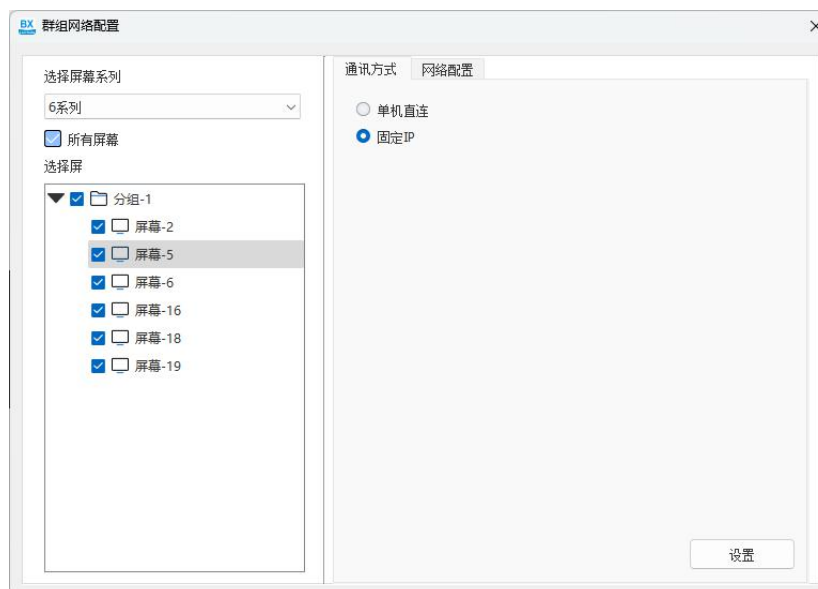 BX 群组网络配置
选择屏幕系列
6系列
所有屏幕
选择屏
分组-1
屏幕-2
屏幕-5
屏幕-6
屏幕-16
屏幕-18
屏幕-19
通讯方式 网络配置
单机直连
固定IP
设置